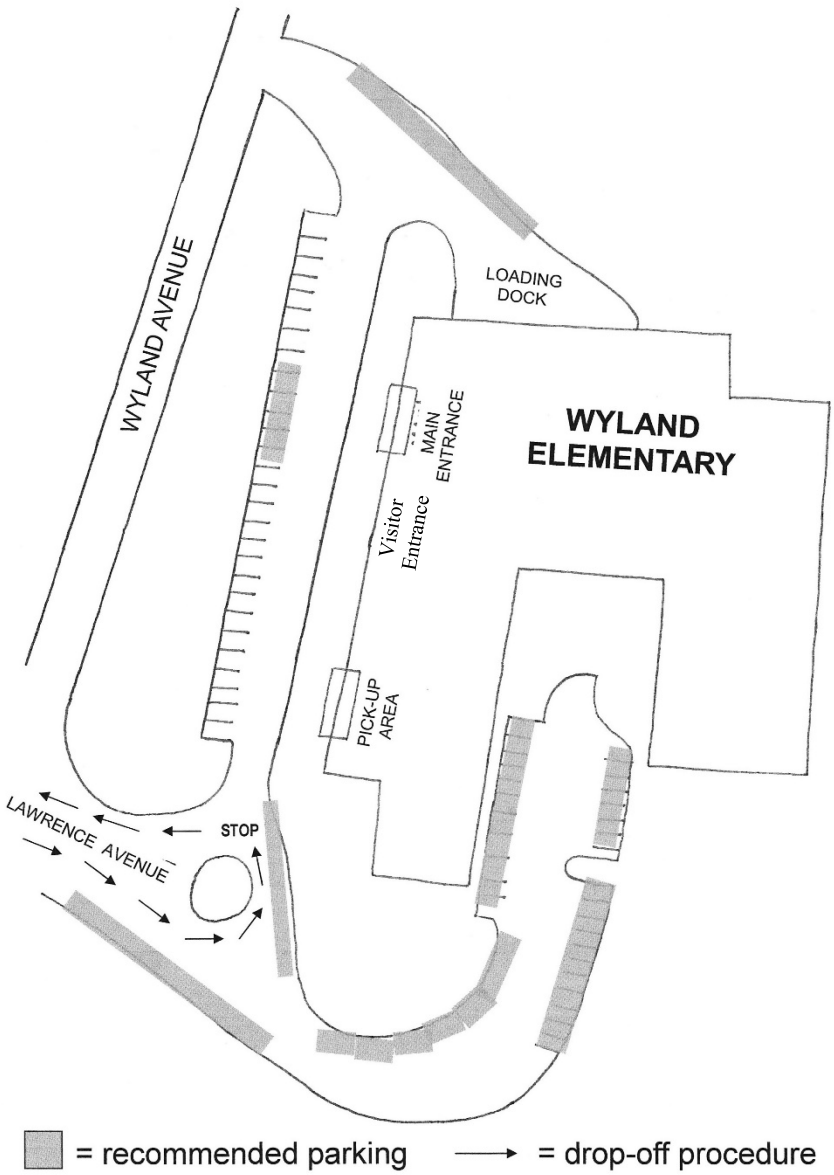 WYLAND AVENUE
LOADING
DOCK
MAIN
ENTRANCE
WYLAND
ELEMENTARY
Visitor
Entrance
PICK-UP
AREA
LAWRENCE AVENUE
STOP
= recommended parking
= drop-off procedure